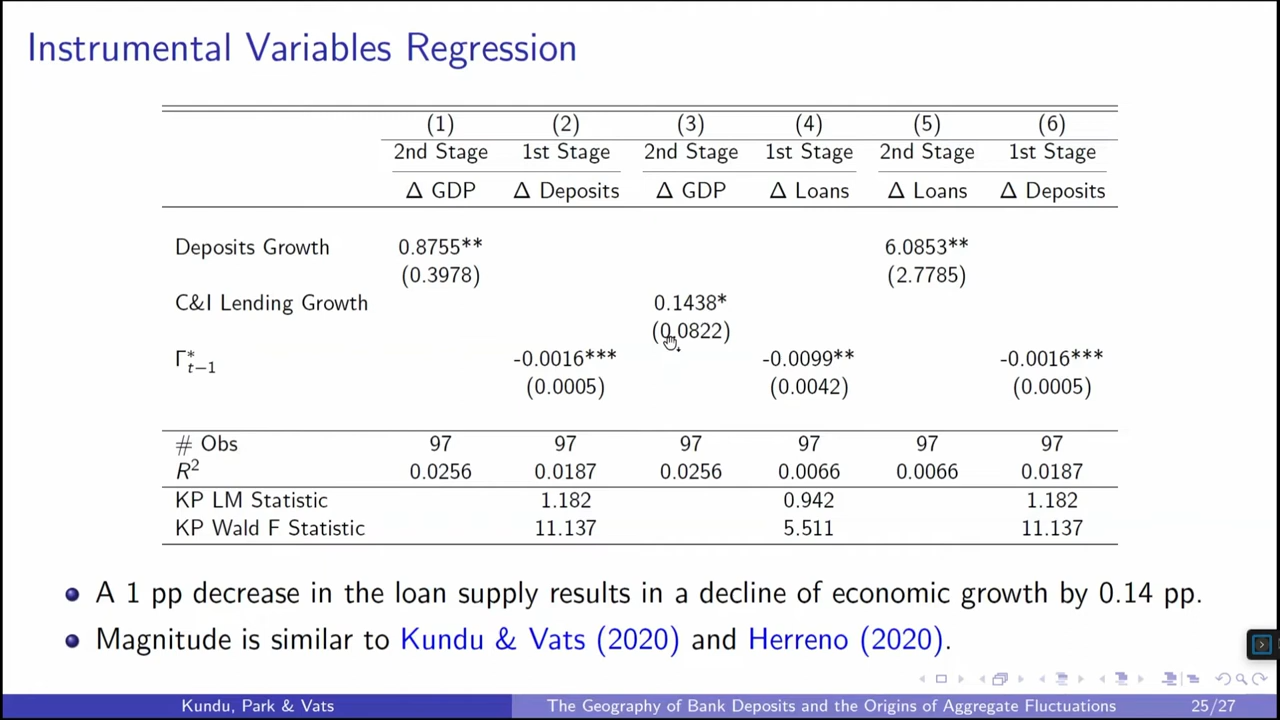 Instrumental Variables Regression
(1) (2) (3) (4) (5) (6)
2nd Stage 1st Stage 2nd Stage 1st Stage 2nd Stage 1st Stage
Δ GDP Δ Deposits Δ GDP Δ Loans Δ Loans Δ Deposits
Deposits Growth 0.8755** 6.0853**
(0.3978) (2.7785)
C&I Lending Growth 0.1438*
(0.0822)
Γ*t−1 -0.0016*** -0.0099** -0.0016***
(0.0005) (0.0042) (0.0005)
# Obs 97 97 97 97 97 97
R2 0.0256 0.0187 0.0256 0.0066 0.0066 0.0187
KP LM Statistic 1.182 0.942 1.182
KP Wald F Statistic 11.137 5.511 11.137
A 1 pp decrease in the loan supply results in a decline of economic growth by 0.14 pp.
Magnitude is similar to Kundu & Vats (2020) and Herreno (2020).
Kundu, Park & Vats The Geography of Bank Deposits and the Origins of Aggregate Fluctuations 25/27